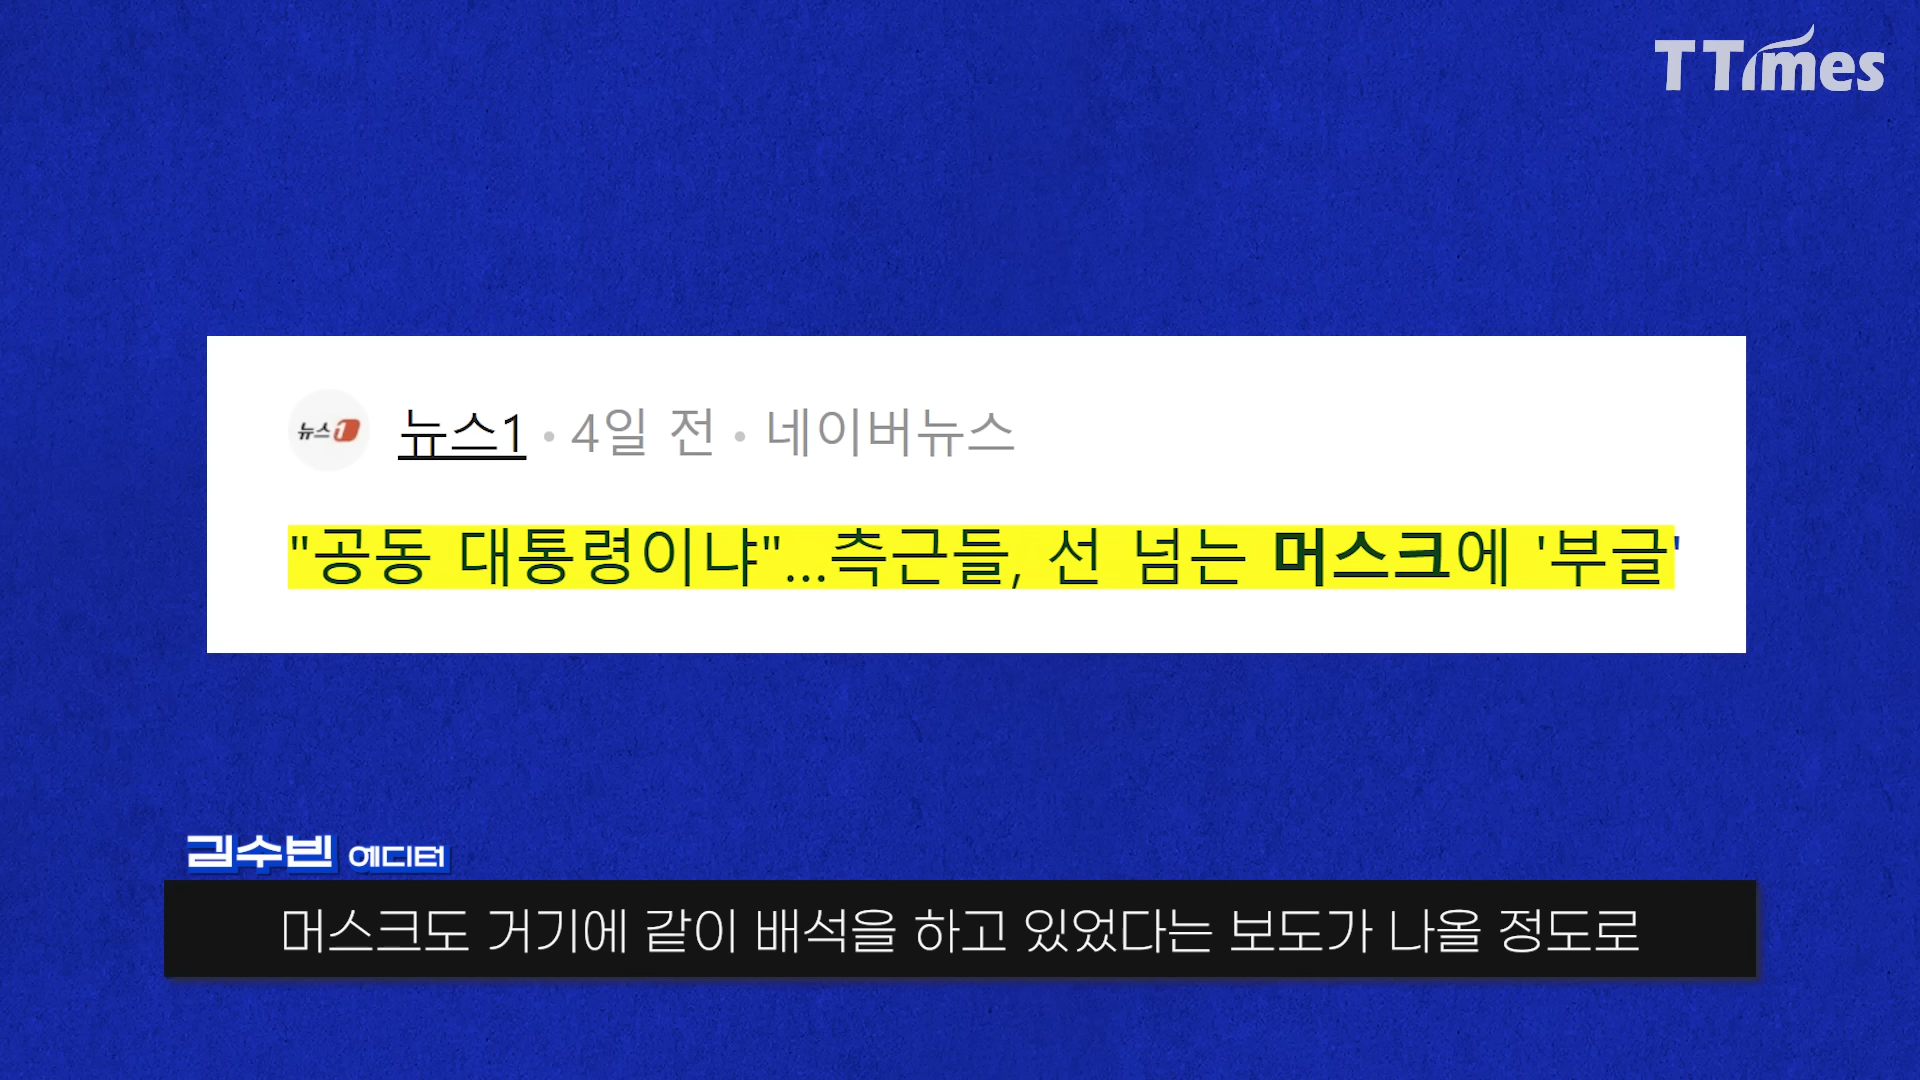 TTimes
뉴스1 뉴스1 • 4일 전 • 네이버뉴스
"공동 대통령이냐"...측근들, 선 넘는 머스크에 '부글'
김수빈 에디터
머스크도 거기에 같이 배석을 하고 있었다는 보도가 나올 정도로